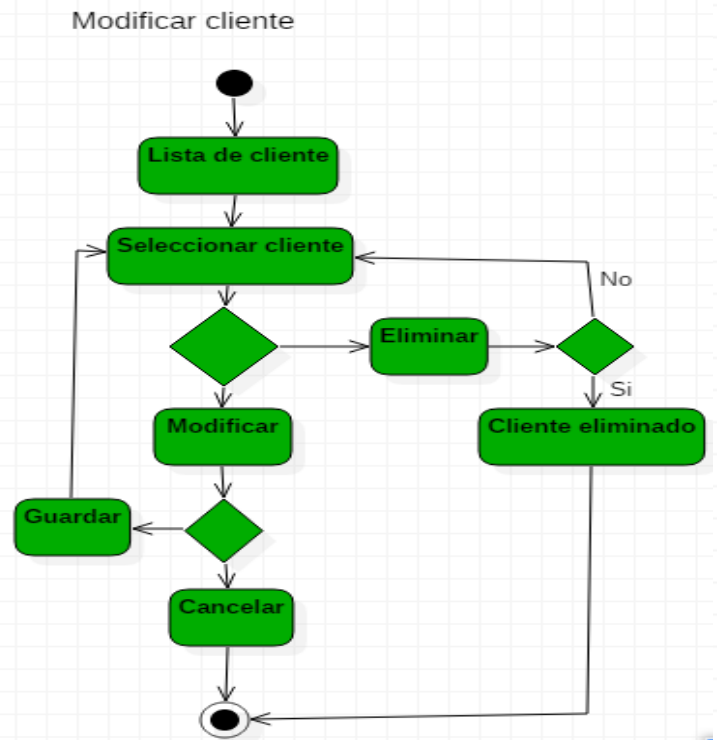 Modificar cliente
Lista de cliente
Seleccionar cliente
No
Eliminar
Si
Modificar
Cliente eliminado
Guardar
Cancelar